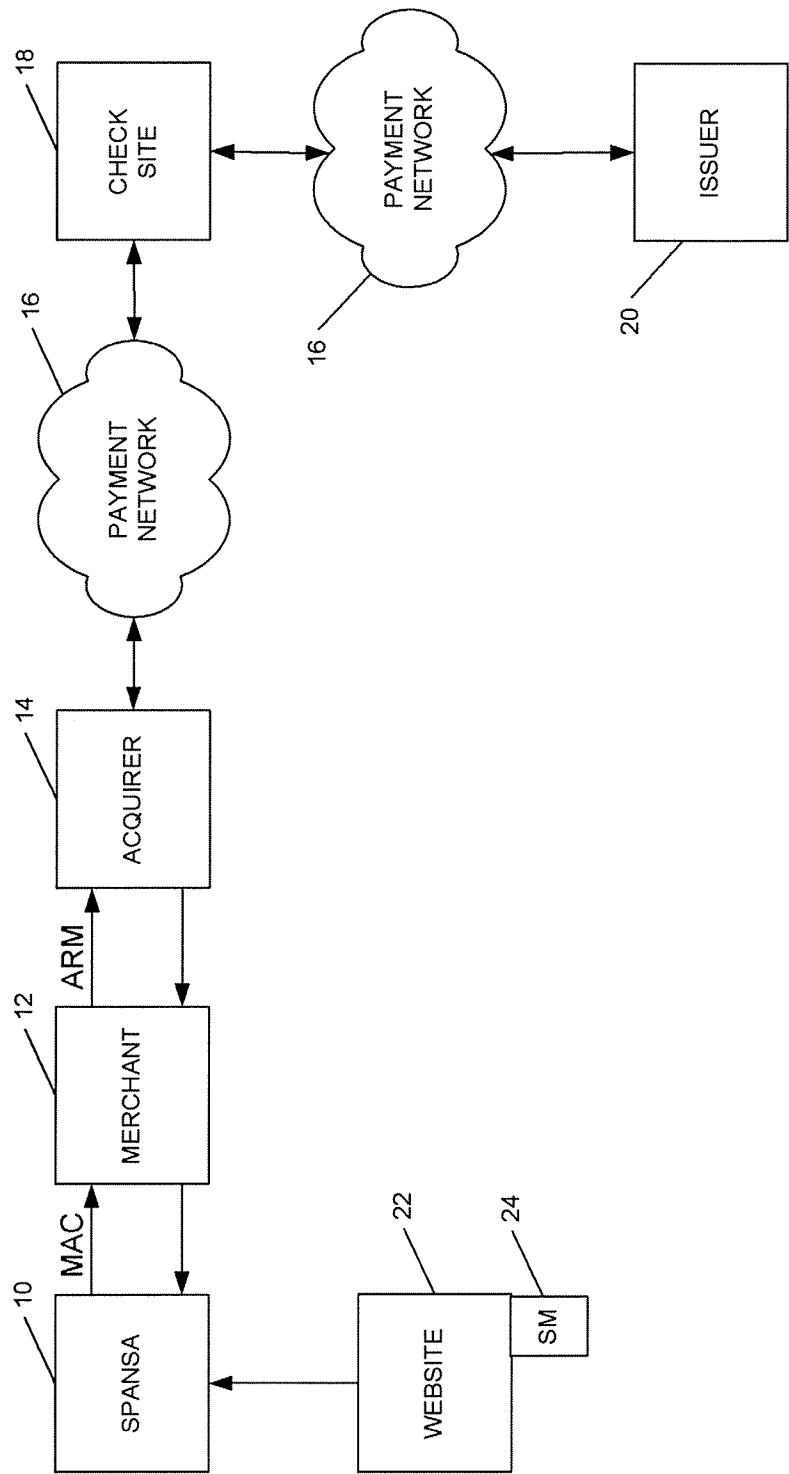 10
SPANSA
MAC
12
MERCHANT
ARM
14
ACQUIRER
16
PAYMENT
NETWORK
18
CHECK
SITE
16
PAYMENT
NETWORK
20
ISSUER
22
WEBSITE
24
SM